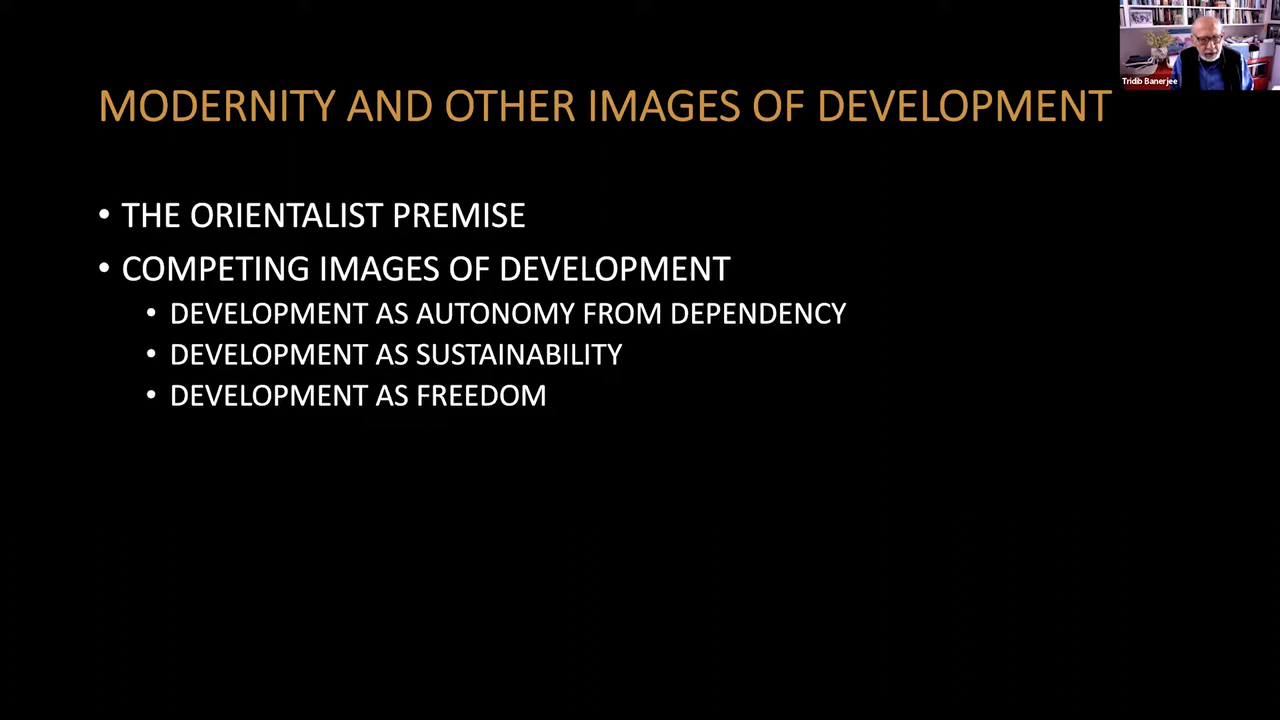 Tridib Banerjee
MODERNITY AND OTHER IMAGES OF DEVELOPMENT
• THE ORIENTALIST PREMISE
• COMPETING IMAGES OF DEVELOPMENT
• DEVELOPMENT AS AUTONOMY FROM DEPENDENCY
• DEVELOPMENT AS SUSTAINABILITY
• DEVELOPMENT AS FREEDOM